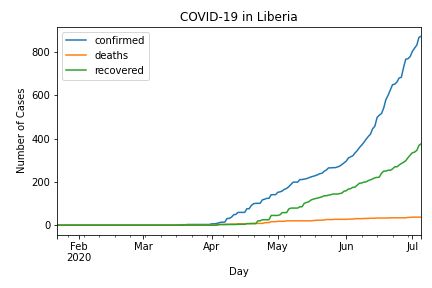 COVID-19 in Liberia
confirmed
deaths
recovered
Number of Cases
800
600
400
200
0
Feb Mar Apr May Jun Jul
2020
Day